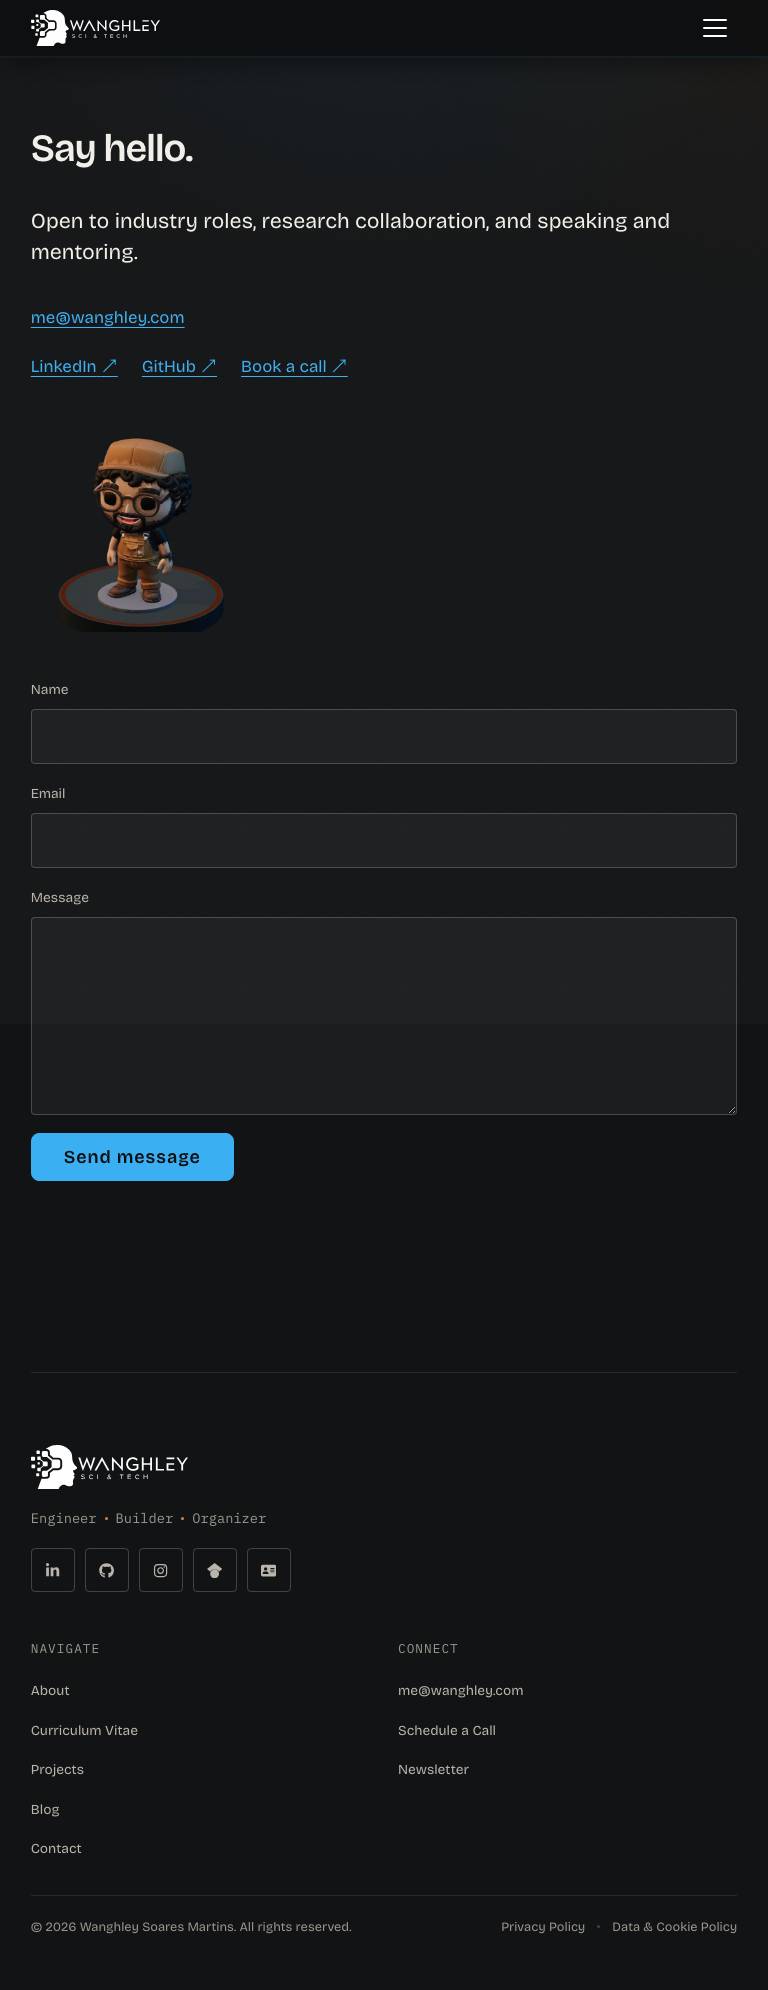 WANGHLEY
SCI & TECH
Say hello.
Open to industry roles, research collaboration, and speaking and
mentoring.
me@wanghley.com
LinkedIn ↗ GitHub ↗ Book a call ↗
Name
Email
Message
Send message
WANGHLEY
SCI & TECH
Engineer • Builder • Organizer
in
NAVIGATE
CONNECT
About
me@wanghley.com
Curriculum Vitae
Schedule a Call
Projects
Newsletter
Blog
Contact
© 2026 Wanghley Soares Martins. All rights reserved.
Privacy Policy • Data & Cookie Policy